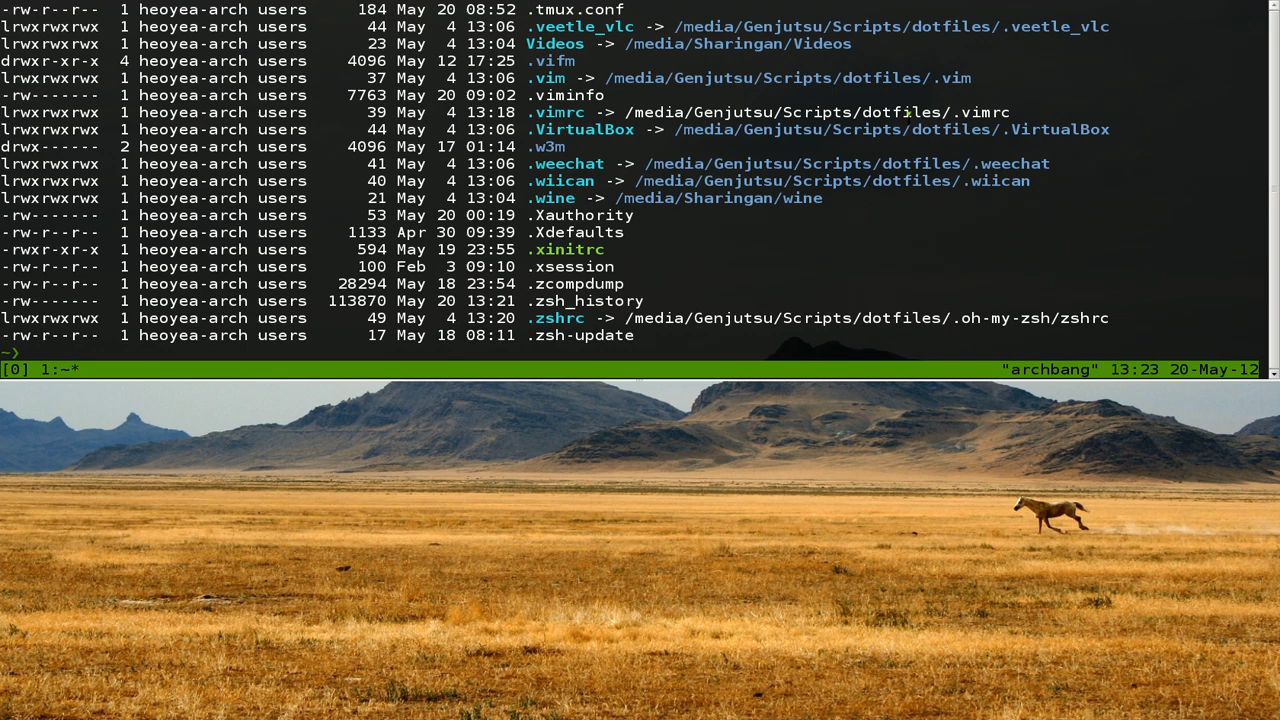 -rw-r--r--  1 heoyea-arch users     184 May 20 08:52 .tmux.conf
lrwxrwxrwx  1 heoyea-arch users      44 May  4 13:06 .veetle_vlc -> /media/Genjutsu/Scripts/dotfiles/.veetle_vlc
lrwxrwxrwx  1 heoyea-arch users      23 May  4 13:04 Videos -> /media/Sharingan/Videos
drwxr-xr-x  4 heoyea-arch users    4096 May 12 17:25 .vifm
lrwxrwxrwx  1 heoyea-arch users      37 May  4 13:06 .vim -> /media/Genjutsu/Scripts/dotfiles/.vim
-rw-------  1 heoyea-arch users    7763 May 20 09:02 .viminfo
lrwxrwxrwx  1 heoyea-arch users      39 May  4 13:18 .vimrc -> /media/Genjutsu/Scripts/dotfiles/.vimrc
lrwxrwxrwx  1 heoyea-arch users      44 May  4 13:06 .VirtualBox -> /media/Genjutsu/Scripts/dotfiles/.VirtualBox
drwx------  2 heoyea-arch users    4096 May 17 01:14 .w3m
lrwxrwxrwx  1 heoyea-arch users      41 May  4 13:06 .weechat -> /media/Genjutsu/Scripts/dotfiles/.weechat
lrwxrwxrwx  1 heoyea-arch users      40 May  4 13:06 .wiican -> /media/Genjutsu/Scripts/dotfiles/.wiican
lrwxrwxrwx  1 heoyea-arch users      21 May  4 13:04 .wine -> /media/Sharingan/wine
-rw-------  1 heoyea-arch users      53 May 20 00:19 .Xauthority
-rw-r--r--  1 heoyea-arch users    1133 Apr 30 09:39 .Xdefaults
-rwxr-xr-x  1 heoyea-arch users     594 May 19 23:55 .xinitrc
-rw-r--r--  1 heoyea-arch users     100 Feb  3 09:10 .xsession
-rw-r--r--  1 heoyea-arch users   28294 May 18 23:54 .zcompdump
-rw-------  1 heoyea-arch users  113870 May 20 13:21 .zsh_history
lrwxrwxrwx  1 heoyea-arch users      49 May  4 13:20 .zshrc -> /media/Genjutsu/Scripts/dotfiles/.oh-my-zsh/zshrc
-rw-r--r--  1 heoyea-arch users      17 May 18 08:11 .zsh-update
~❯
[0] 1:~* "archbang" 13:23 20-May-12